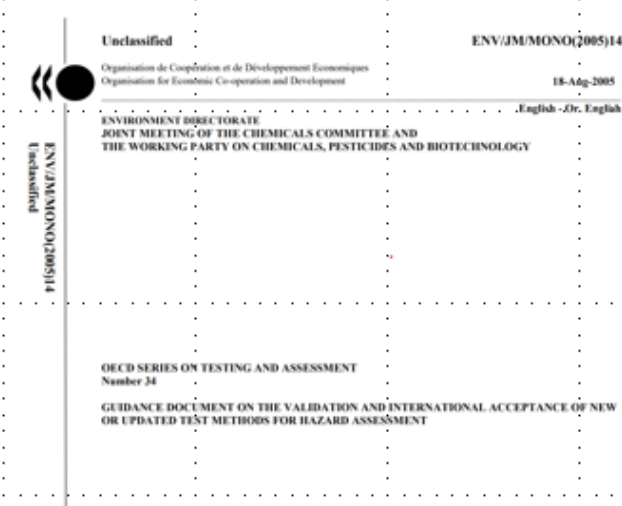 Unclassified ENV/JM/MONO(2005)14
Organisation de Coopération et de Développement Economiques
Organisation for Economic Co-operation and Development 18-Aug-2005
English - Or. English
ENVIRONMENT DIRECTORATE
JOINT MEETING OF THE CHEMICALS COMMITTEE AND
THE WORKING PARTY ON CHEMICALS, PESTICIDES AND BIOTECHNOLOGY
ENV/JM/MONO(2005)14
Unclassified
OECD SERIES ON TESTING AND ASSESSMENT
Number 34
GUIDANCE DOCUMENT ON THE VALIDATION AND INTERNATIONAL ACCEPTANCE OF NEW
OR UPDATED TEST METHODS FOR HAZARD ASSESSMENT